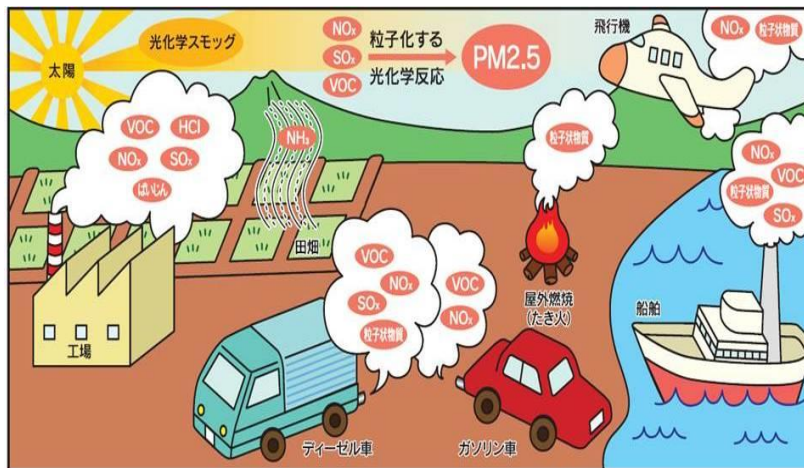 太陽
光化学スモッグ
NOx
SOx
VOC
粒子化する
光化学反応
PM2.5
飛行機
NOx 粒子状物質
VOC HCl
NOx SOx
ばいじん
NH₃
田畑
工場
粒子状物質
屋外燃焼
(たき火)
NOx
VOC
粒子状物質
SOx
船舶
VOC
NOx
SOx
粒子状物質
ディーゼル車
VOC
NOx
ガソリン車